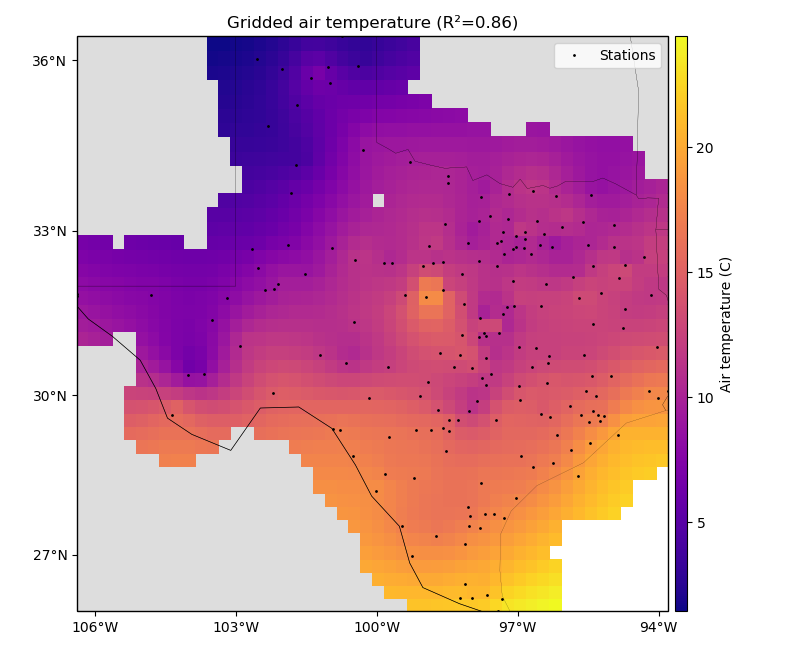 Gridded air temperature (R²=0.86)
Stations
36°N
33°N
30°N
27°N
106°W
103°W
100°W
97°W
94°W
20
15
10
5
Air temperature (C)